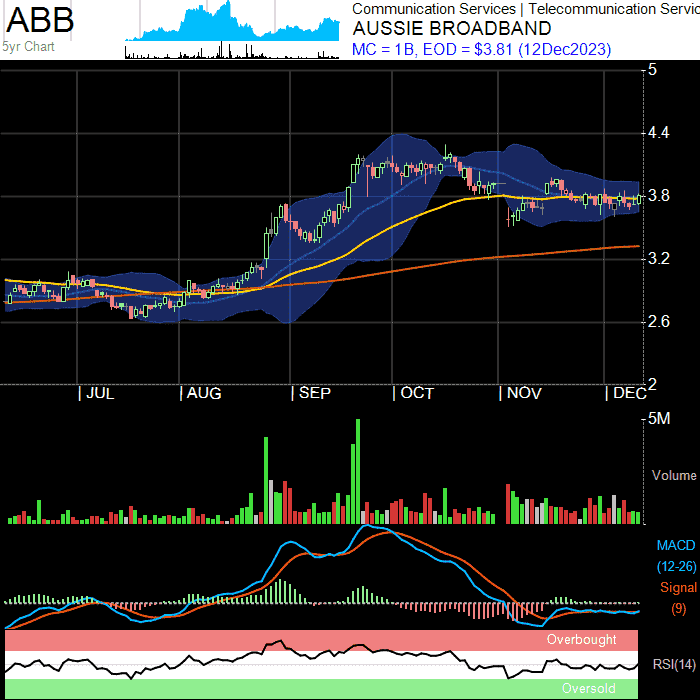 ABB
5yr Chart
Communication Services | Telecommunication Servic
AUSSIE BROADBAND
MC = 1B, EOD = $3.81 (12Dec2023)
5
4.4
3.8
3.2
2.6
2
| JUL | AUG | SEP | OCT | NOV | DEC
5M
Volume
MACD
(12-26)
Signal
(9)
Overbought
RSI(14)
Oversold